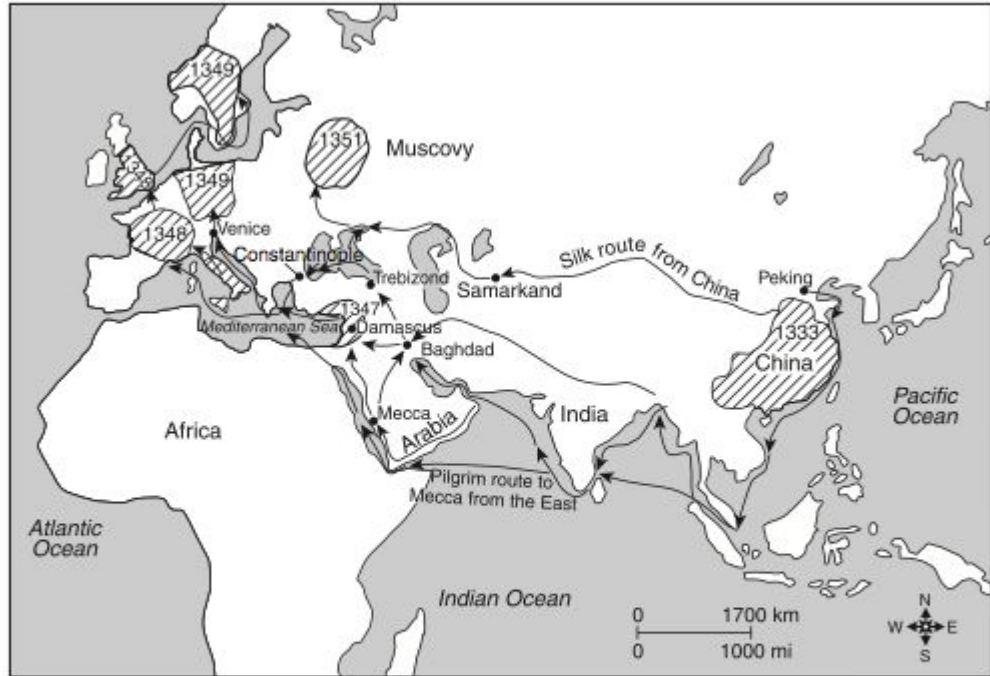 1349
1351
Muscovy
1349
1348
Venice
Constantinople
Trebizond
Samarkand
Silk route from China
Peking
1333
China
1347
Mediterranean Sea
Damascus
Baghdad
Mecca
Arabia
India
Africa
Pilgrim route to
Mecca from the East
Pacific
Ocean
Atlantic
Ocean
Indian Ocean
0 1700 km
0 1000 mi
N
W E
S